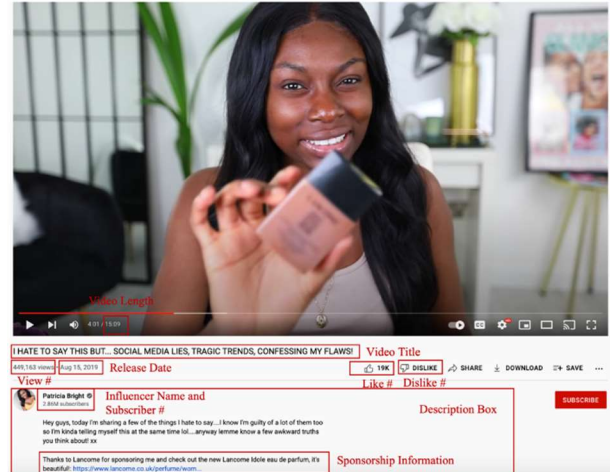 Video Length
4:01 / 15:09
I HATE TO SAY THIS BUT... SOCIAL MEDIA LIES, TRAGIC TRENDS, CONFESSING MY FLAWS!
Video Title
449,163 views • Aug 15, 2019
Release Date
19K
DISLIKE
SHARE
DOWNLOAD
SAVE
View #
Like #
Dislike #
Patricia Bright
Influencer Name and
2.86M subscribers
Subscriber #
Description Box
SUBSCRIBE
Hey guys, today I'm sharing a few of the things I hate to say....I know I'm guilty of a lot of them too
so I'm kinda telling myself this at the same time lol....anyway lemme know a few awkward truths
you think about! xx
Thanks to Lancome for sponsoring me and check out the new Lancome Idole eau de parfum, it's
beautiful!: https://www.lancome.co.uk/perfume/wom...
Sponsorship Information